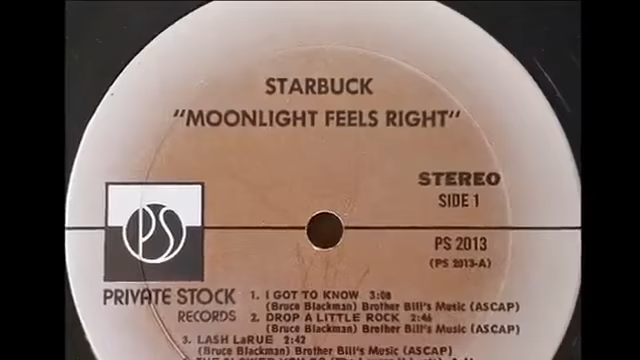 STARBUCK
"MOONLIGHT FEELS RIGHT"
STEREO
SIDE 1
PS
PS 2013
(PS 2013-A)
PRIVATE STOCK
RECORDS
1. I GOT TO KNOW 3:08
(Bruce Blackman) Brother Bill's Music (ASCAP)
2. DROP A LITTLE ROCK 2:46
(Bruce Blackman) Brother Bill's Music (ASCAP)
3. LASH LaRUE 2:42
(Bruce Blackman) Brother Bill's Music (ASCAP)